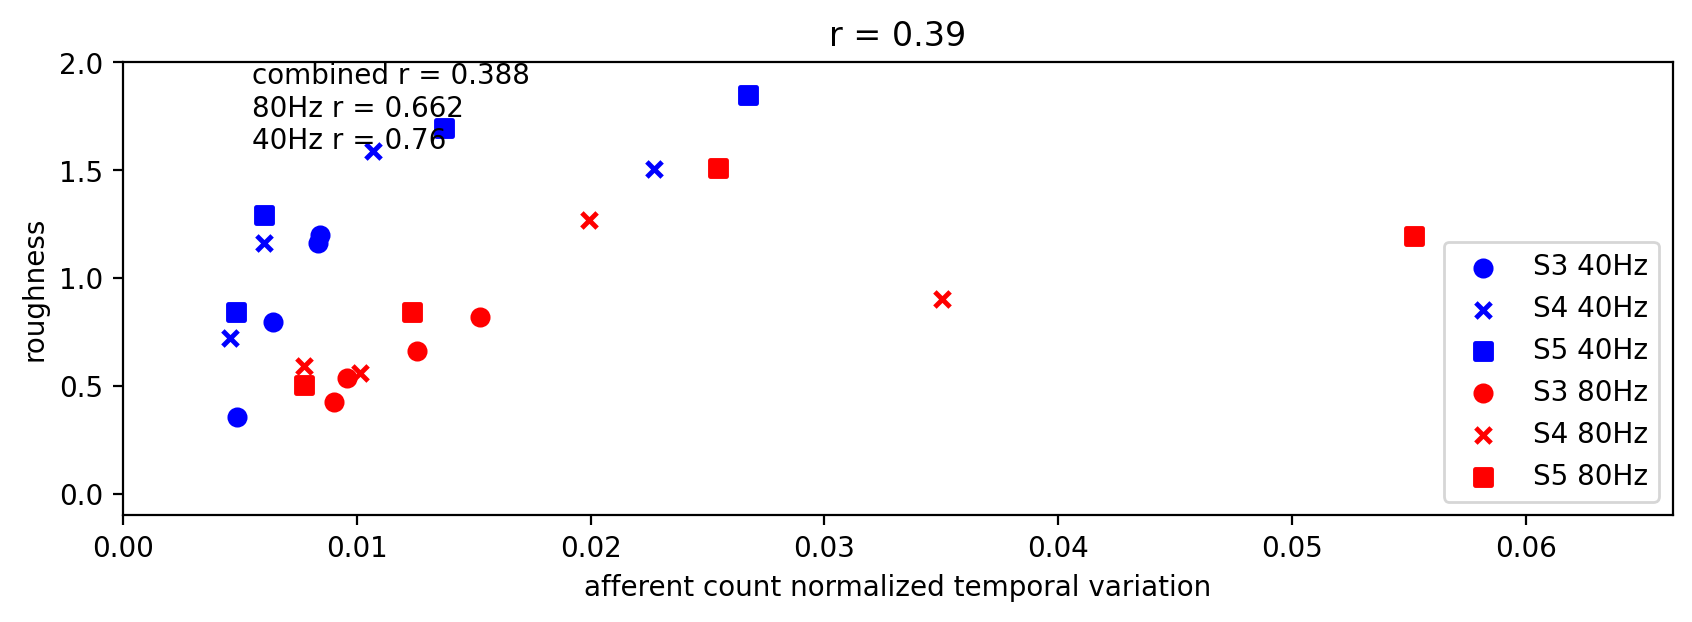 r = 0.39
combined r = 0.388
80Hz r = 0.662
40Hz r = 0.76
2.0
1.5
1.0
0.5
0.0
roughness
S3 40Hz
S4 40Hz
S5 40Hz
S3 80Hz
S4 80Hz
S5 80Hz
0.00 0.01 0.02 0.03 0.04 0.05 0.06
afferent count normalized temporal variation